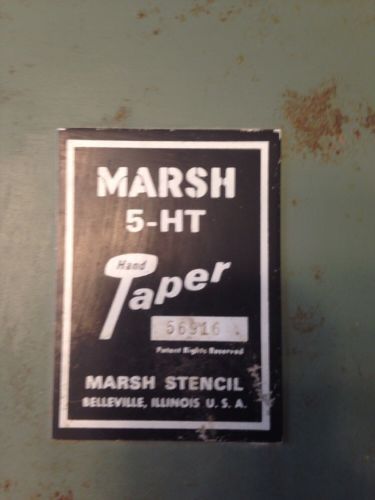 MARSH
5-HT
Hand
Taper
56916
Patent Rights Reserved
MARSH STENCIL
BELLEVILLE, ILLINOIS U. S. A.